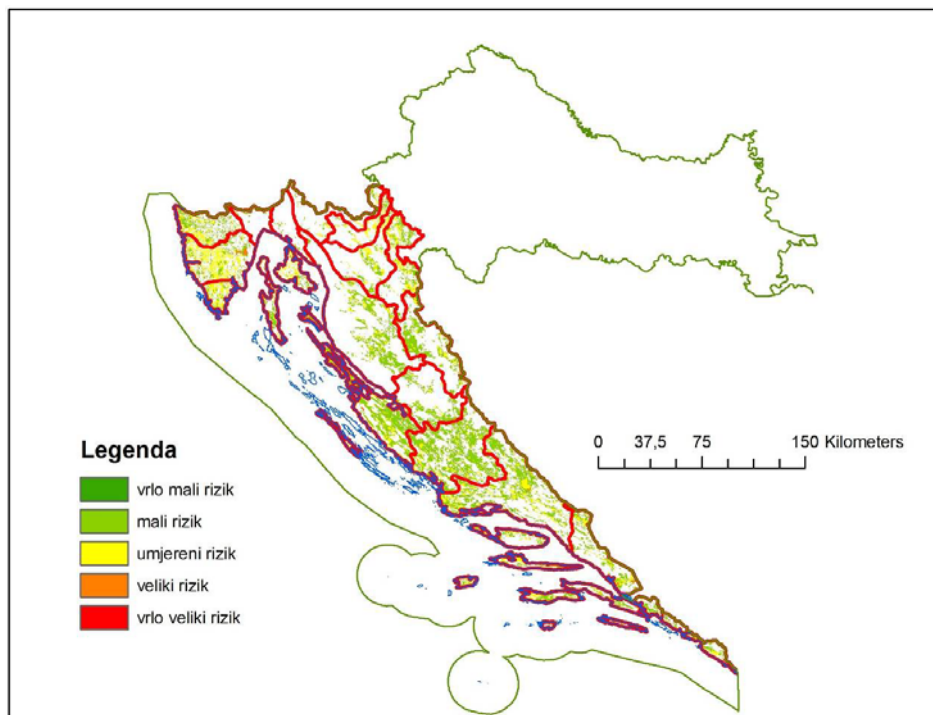 Legenda
vrlo mali rizik
mali rizik
umjereni rizik
veliki rizik
vrlo veliki rizik
0 37,5 75 150 Kilometers